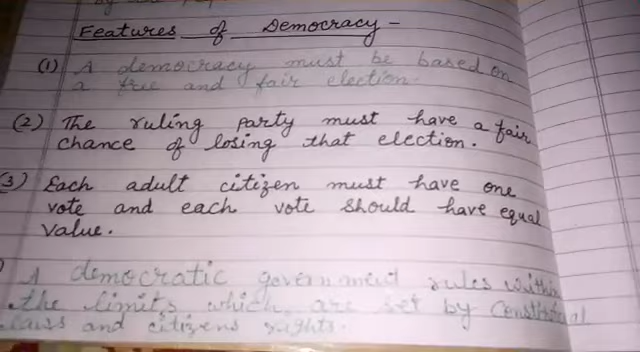 Features of Democracy -
(1) A democracy must be based on
a free and fair election.
(2) The ruling party must have a fair
chance of losing that election.
(3) Each adult citizen must have one
vote and each vote should have equal
value.
A democratic government rules within
the limits which are set by
laws and citizens rights.